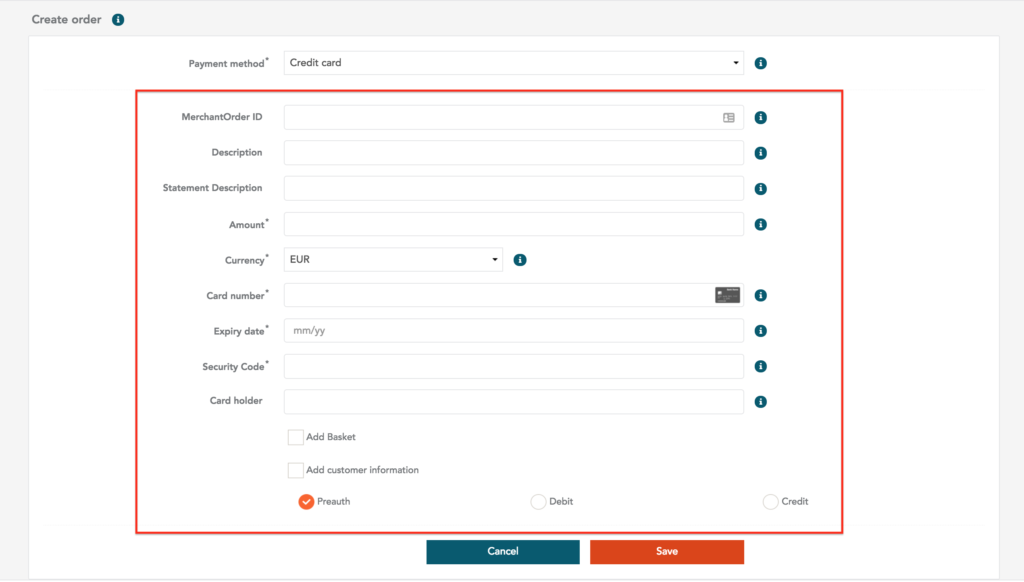 Create order
Payment method* Credit card
MerchantOrder ID
Description
Statement Description
Amount*
Currency* EUR
Card number*
Expiry date* mm/yy
Security Code*
Card holder
Add Basket
Add customer information
Preauth Debit Credit
Cancel Save